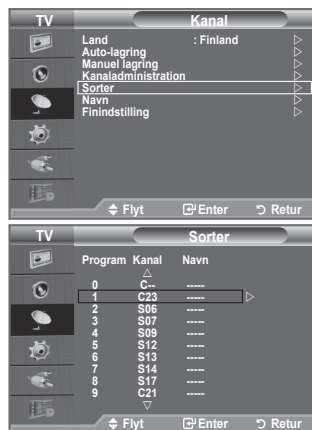 TV Kanal
Land : Finland
Auto-lagring
Manuel lagring
Kanaladministration
Sorter
Navn
Finindstilling
Flyt Enter Retur
TV Sorter
Program Kanal Navn
0 C-- -----
1 C23 -----
2 S06 -----
3 S07 -----
4 S09 -----
5 S12 -----
6 S13 -----
7 S14 -----
8 S17 -----
9 C21 -----
Flyt Enter Retur